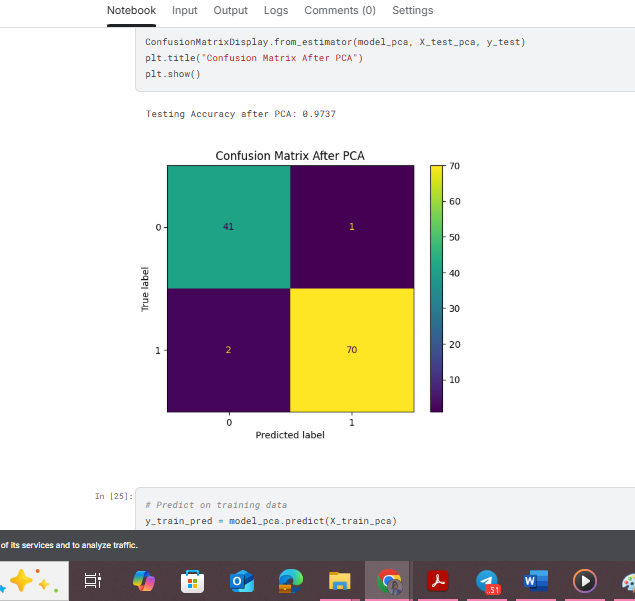 Notebook Input Output Logs Comments (0) Settings
ConfusionMatrixDisplay.from_estimator(model_pca, X_test_pca, y_test)
plt.title("Confusion Matrix After PCA")
plt.show()
Testing Accuracy after PCA: 0.9737
Confusion Matrix After PCA
70
60
50
40
30
20
10
True label
0
41 1
1
2 70
0 1
Predicted label
In [25]:
# Predict on training data
y_train_pred = model_pca.predict(X_train_pca)
of its services and to analyze traffic.
51